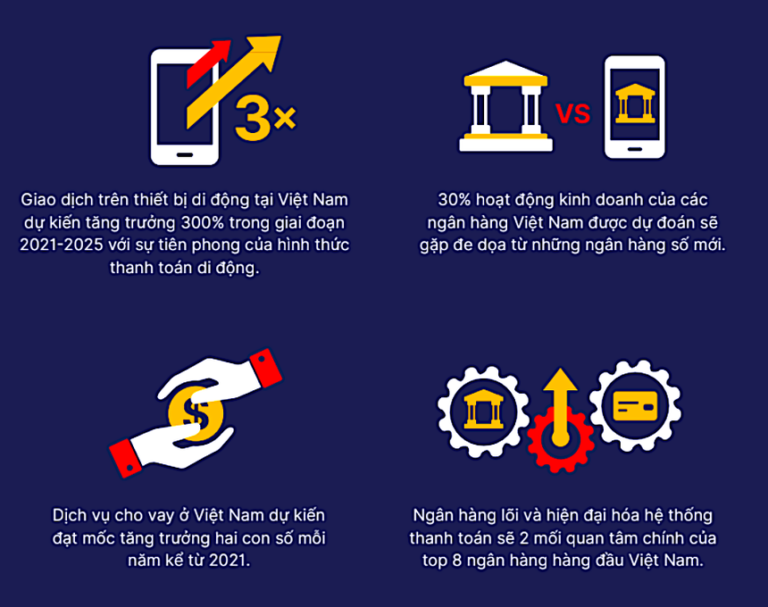 3×
Giao dịch trên thiết bị di động tại Việt Nam
dự kiến tăng trưởng 300% trong giai đoạn
2021-2025 với sự tiên phong của hình thức
thanh toán di động.
VS
30% hoạt động kinh doanh của các
ngân hàng Việt Nam được dự đoán sẽ
gặp đe dọa từ những ngân hàng số mới.
$
Dịch vụ cho vay ở Việt Nam dự kiến
đạt mốc tăng trưởng hai con số mỗi
năm kể từ 2021.
Ngân hàng lõi và hiện đại hóa hệ thống
thanh toán sẽ 2 mối quan tâm chính của
top 8 ngân hàng hàng đầu Việt Nam.